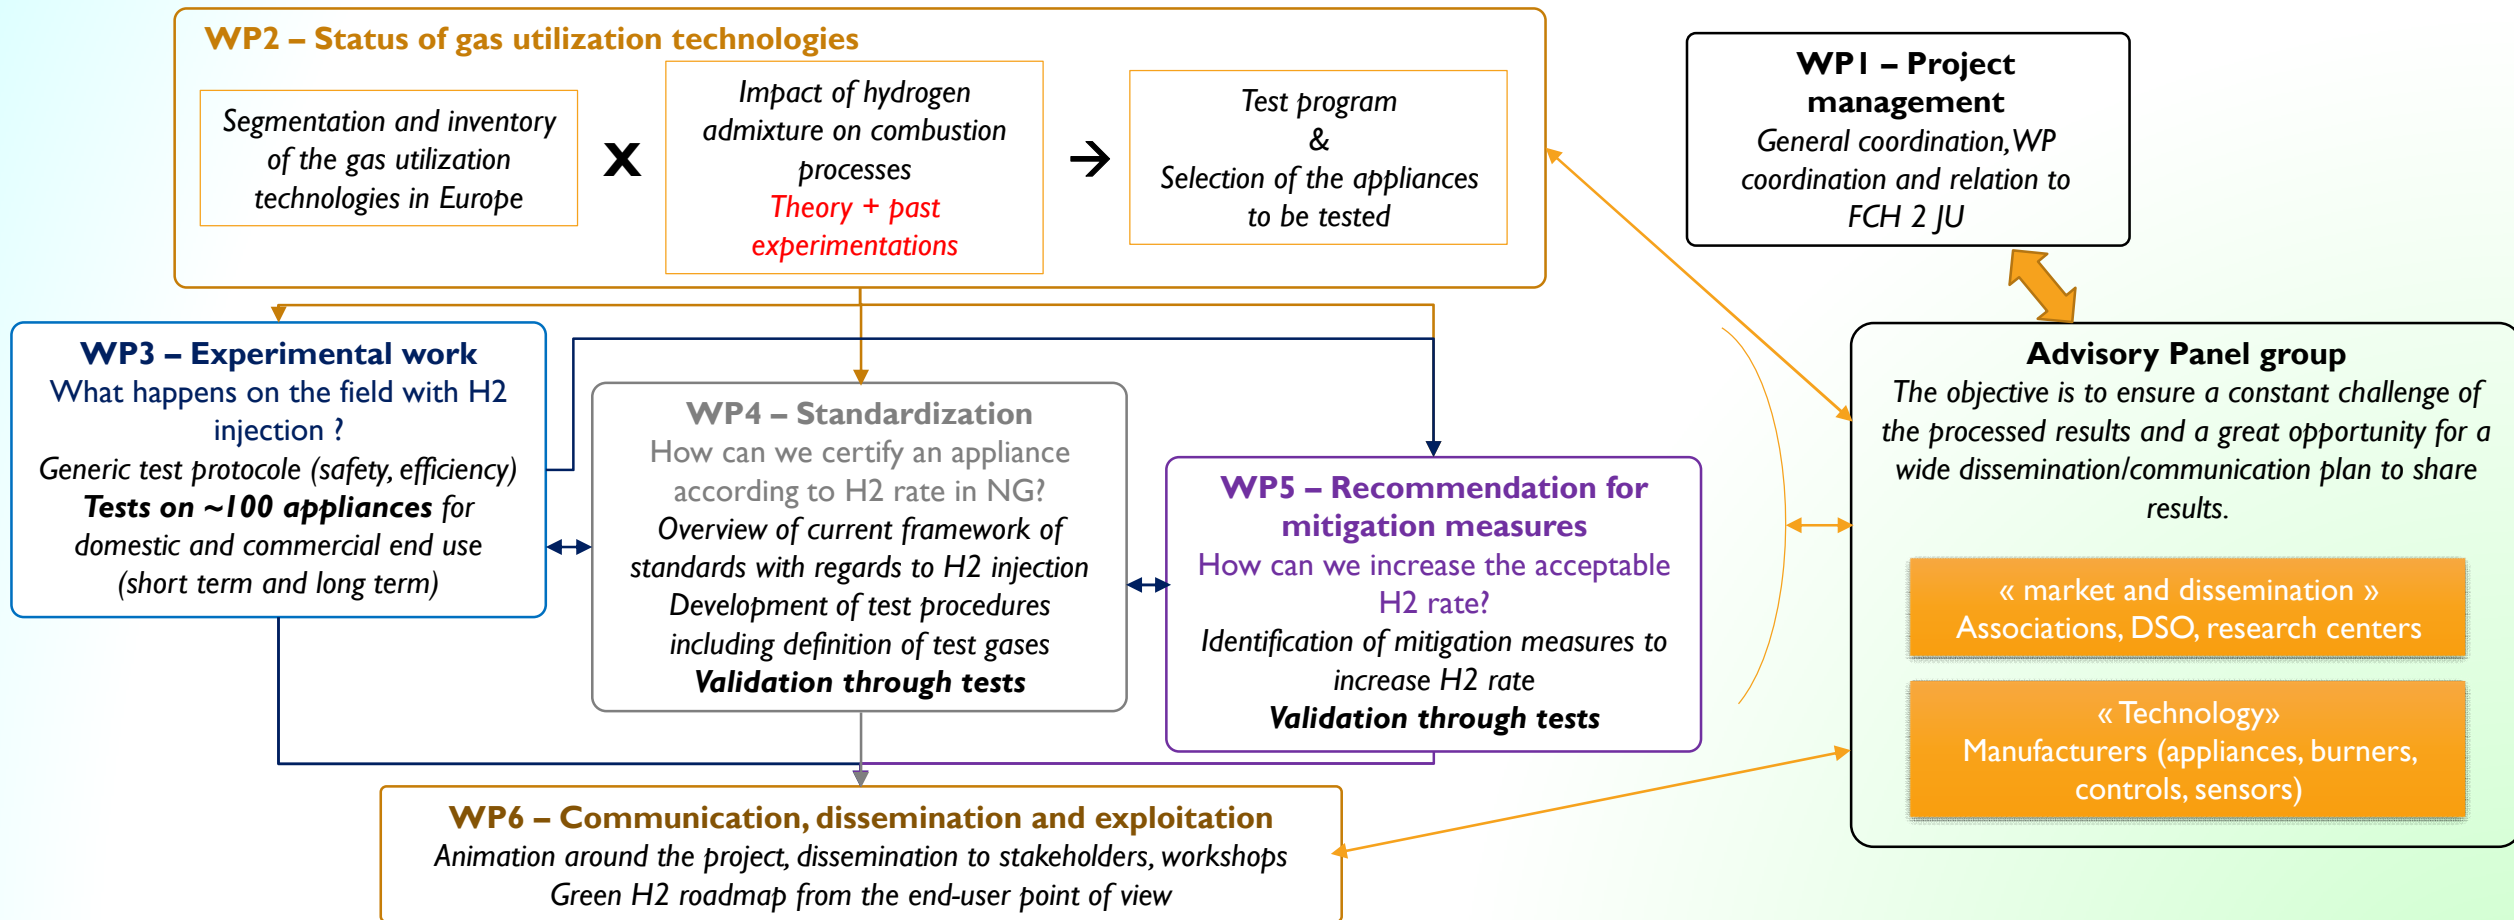 WP2 – Status of gas utilization technologies
Segmentation and inventory
of the gas utilization
technologies in Europe
X
Impact of hydrogen
admixture on combustion
processes
Theory + past
experimentations
→
Test program
&
Selection of the appliances
to be tested
WP1 – Project
management
General coordination, WP
coordination and relation to
FCH 2 JU
WP3 – Experimental work
What happens on the field with H2
injection ?
Generic test protocole (safety, efficiency)
Tests on ~100 appliances for
domestic and commercial end use
(short term and long term)
WP4 – Standardization
How can we certify an appliance
according to H2 rate in NG?
Overview of current framework of
standards with regards to H2 injection
Development of test procedures
including definition of test gases
Validation through tests
WP5 – Recommendation for
mitigation measures
How can we increase the acceptable
H2 rate?
Identification of mitigation measures to
increase H2 rate
Validation through tests
Advisory Panel group
The objective is to ensure a constant challenge of
the processed results and a great opportunity for a
wide dissemination/communication plan to share
results.
« market and dissemination »
Associations, DSO, research centers
« Technology»
Manufacturers (appliances, burners,
controls, sensors)
WP6 – Communication, dissemination and exploitation
Animation around the project, dissemination to stakeholders, workshops
Green H2 roadmap from the end-user point of view